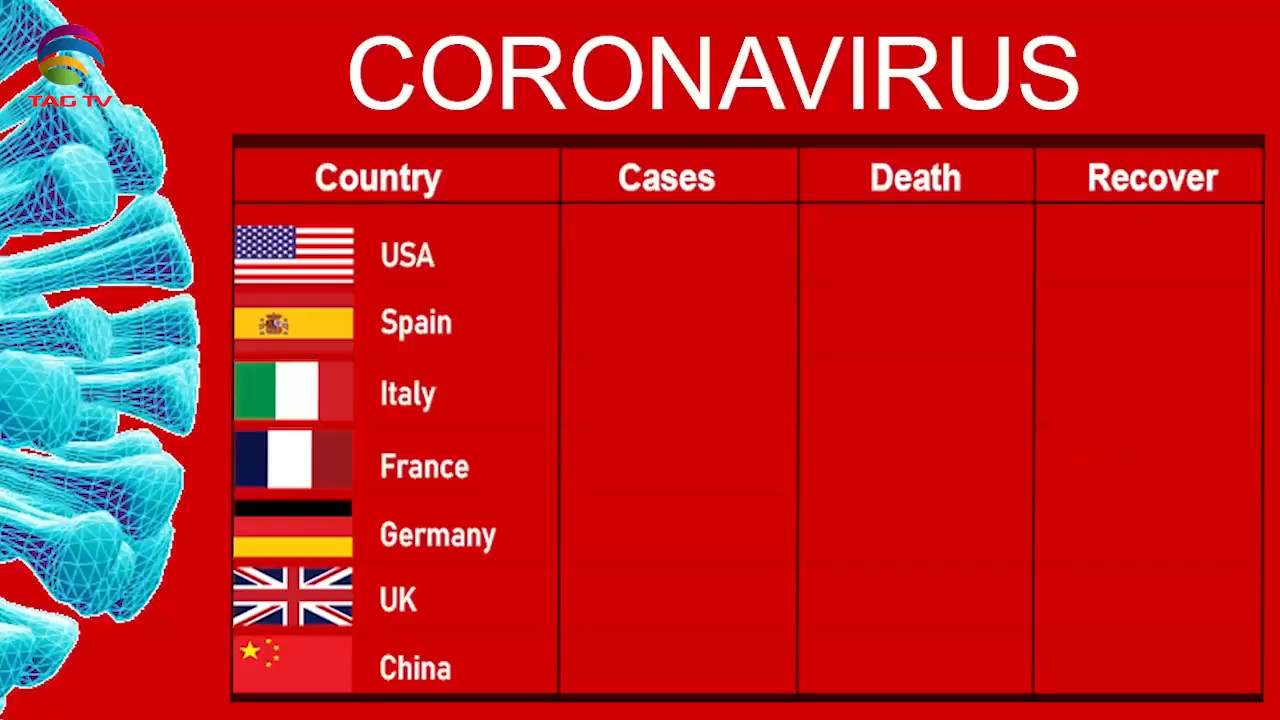 TAG TV
CORONAVIRUS
Country Cases Death Recover
USA
Spain
Italy
France
Germany
UK
China